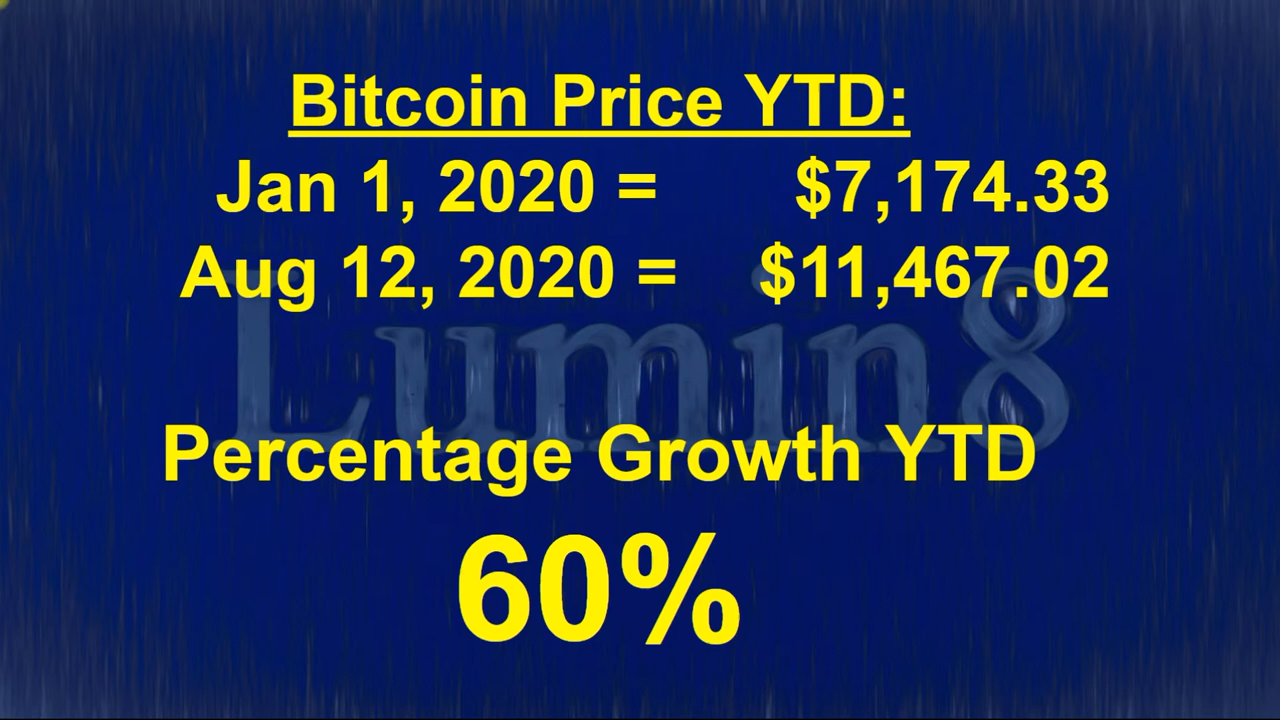 Bitcoin Price YTD:
Jan 1, 2020 = $7,174.33
Aug 12, 2020 = $11,467.02
Lumin8
Percentage Growth YTD
60%